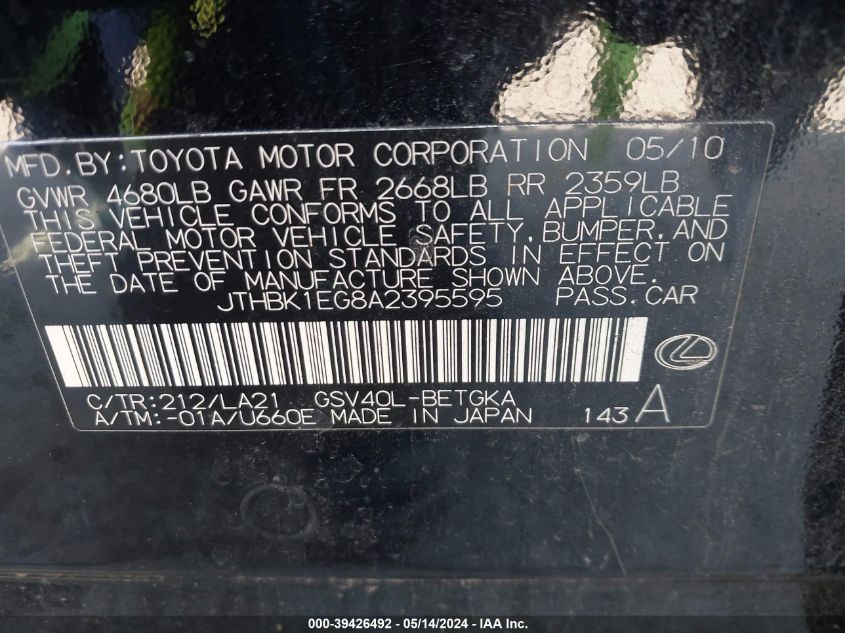 MFD. BY: TOYOTA MOTOR CORPORATION 05/10
GVWR 4680LB GAWR FR 2668LB RR 2359LB
THIS VEHICLE CONFORMS TO ALL APPLICABLE
FEDERAL MOTOR VEHICLE SAFETY, BUMPER, AND
THEFT PREVENTION STANDARDS IN EFFECT ON
THE DATE OF MANUFACTURE SHOWN ABOVE.
JTHBK1EG8A2395595 PASS. CAR
C/TR:212/LA21 GSV40L-BETGKA
A/TM:-01A/U660E MADE IN JAPAN 143 A
000-39426492 - 05/14/2024 - IAA Inc.